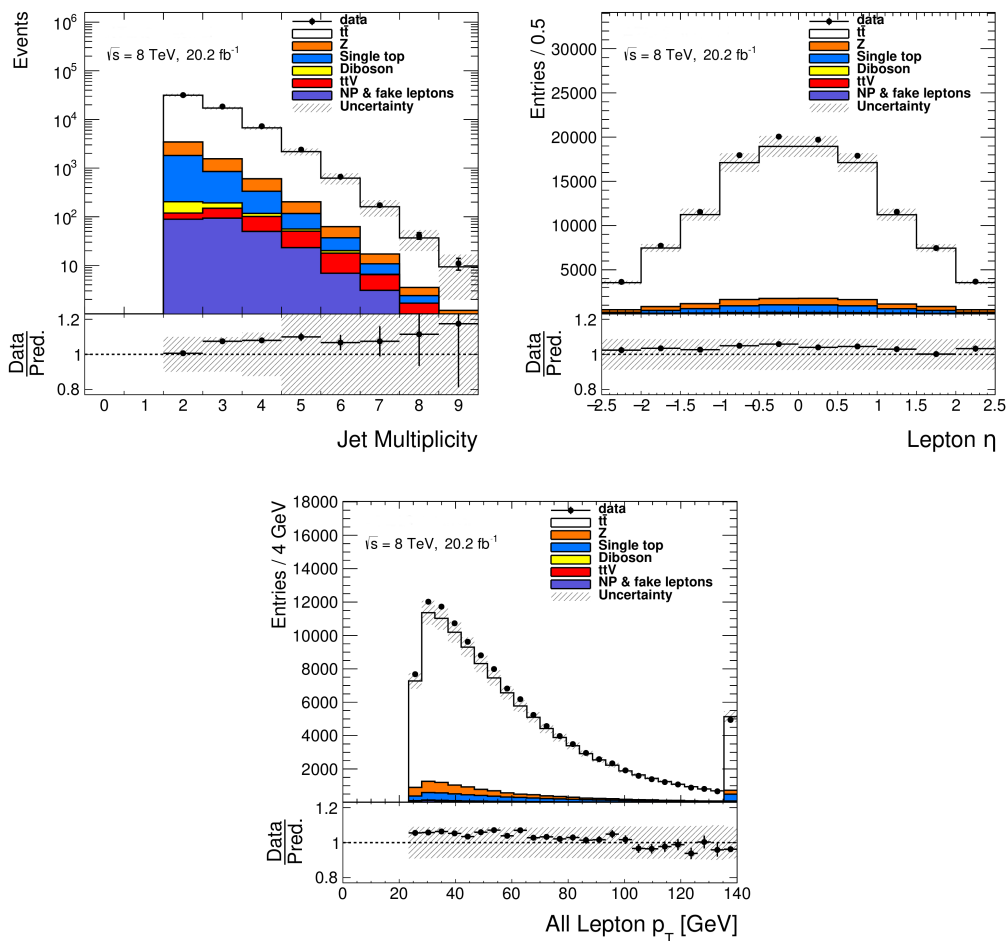 Events
10⁶
10⁵
10⁴
10³
10²
10
√s = 8 TeV, 20.2 fb⁻¹
data
tt̄
Z
Single top
Diboson
ttV
NP & fake leptons
Uncertainty
Data
Pred.
1.2
1
0.8
0 1 2 3 4 5 6 7 8 9
Jet Multiplicity
Entries / 0.5
30000
25000
20000
15000
10000
5000
√s = 8 TeV, 20.2 fb⁻¹
data
tt̄
Z
Single top
Diboson
ttV
NP & fake leptons
Uncertainty
Data
Pred.
1.2
1
0.8
−2.5 −2 −1.5 −1 −0.5 0 0.5 1 1.5 2 2.5
Lepton η
Entries / 4 GeV
18000
16000
14000
12000
10000
8000
6000
4000
2000
√s = 8 TeV, 20.2 fb⁻¹
data
tt̄
Z
Single top
Diboson
ttV
NP & fake leptons
Uncertainty
Data
Pred.
1.2
1
0.8
0 20 40 60 80 100 120 140
All Lepton p_T [GeV]